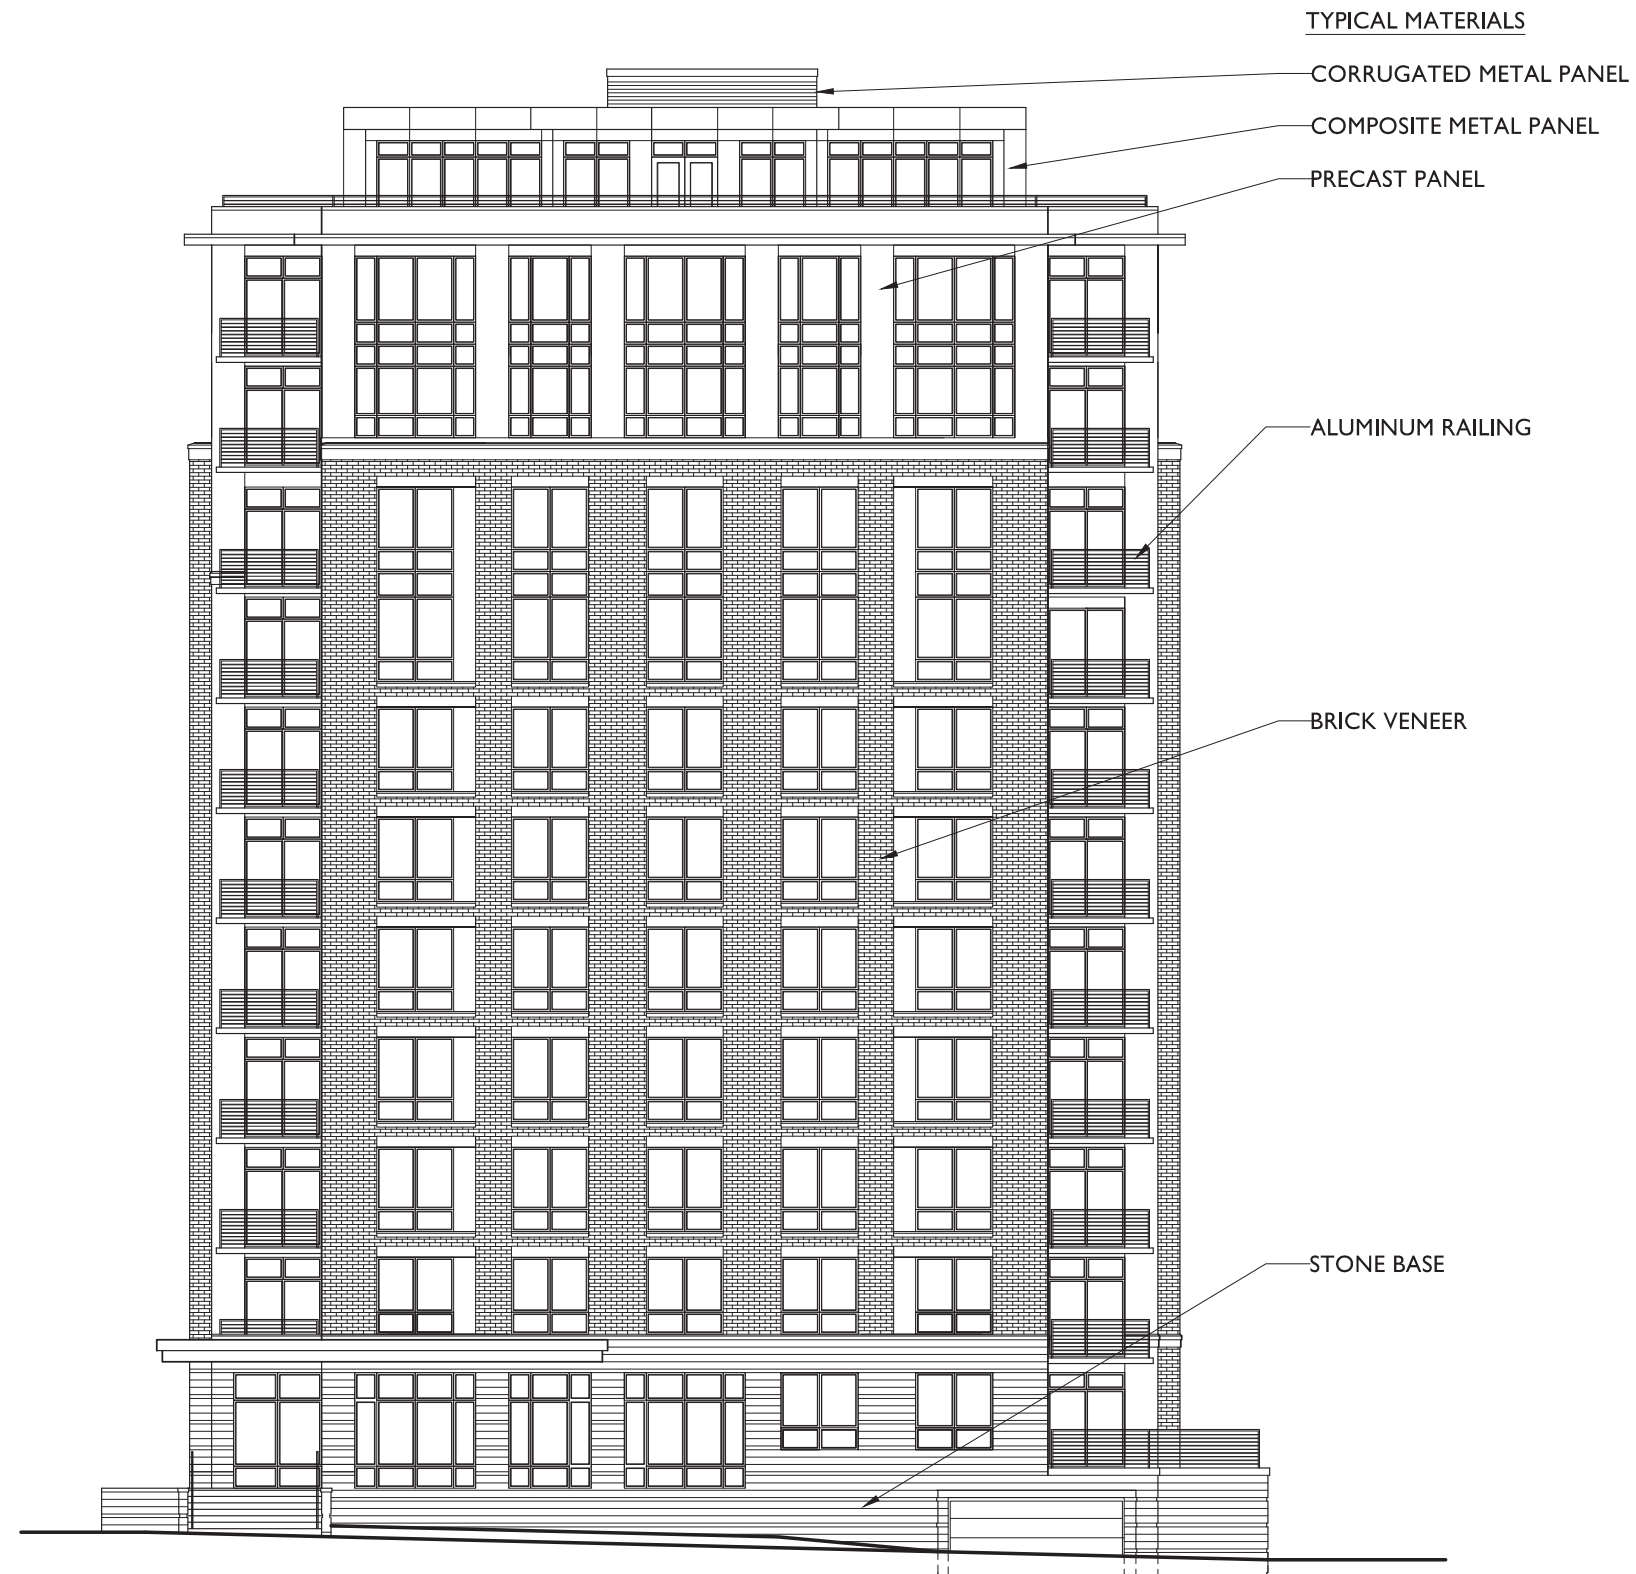 TYPICAL MATERIALS
CORRUGATED METAL PANEL
COMPOSITE METAL PANEL
PRECAST PANEL
ALUMINUM RAILING
BRICK VENEER
STONE BASE